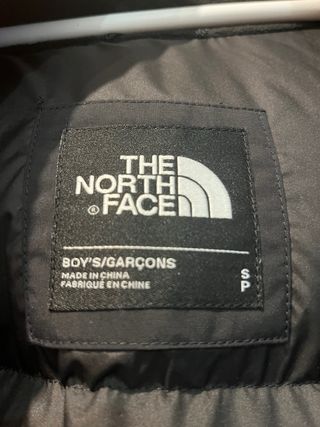 THE
NORTH
® FACE
BOY'S/GARÇONS
MADE IN CHINA
FABRIQUÉ EN CHINE
S
P